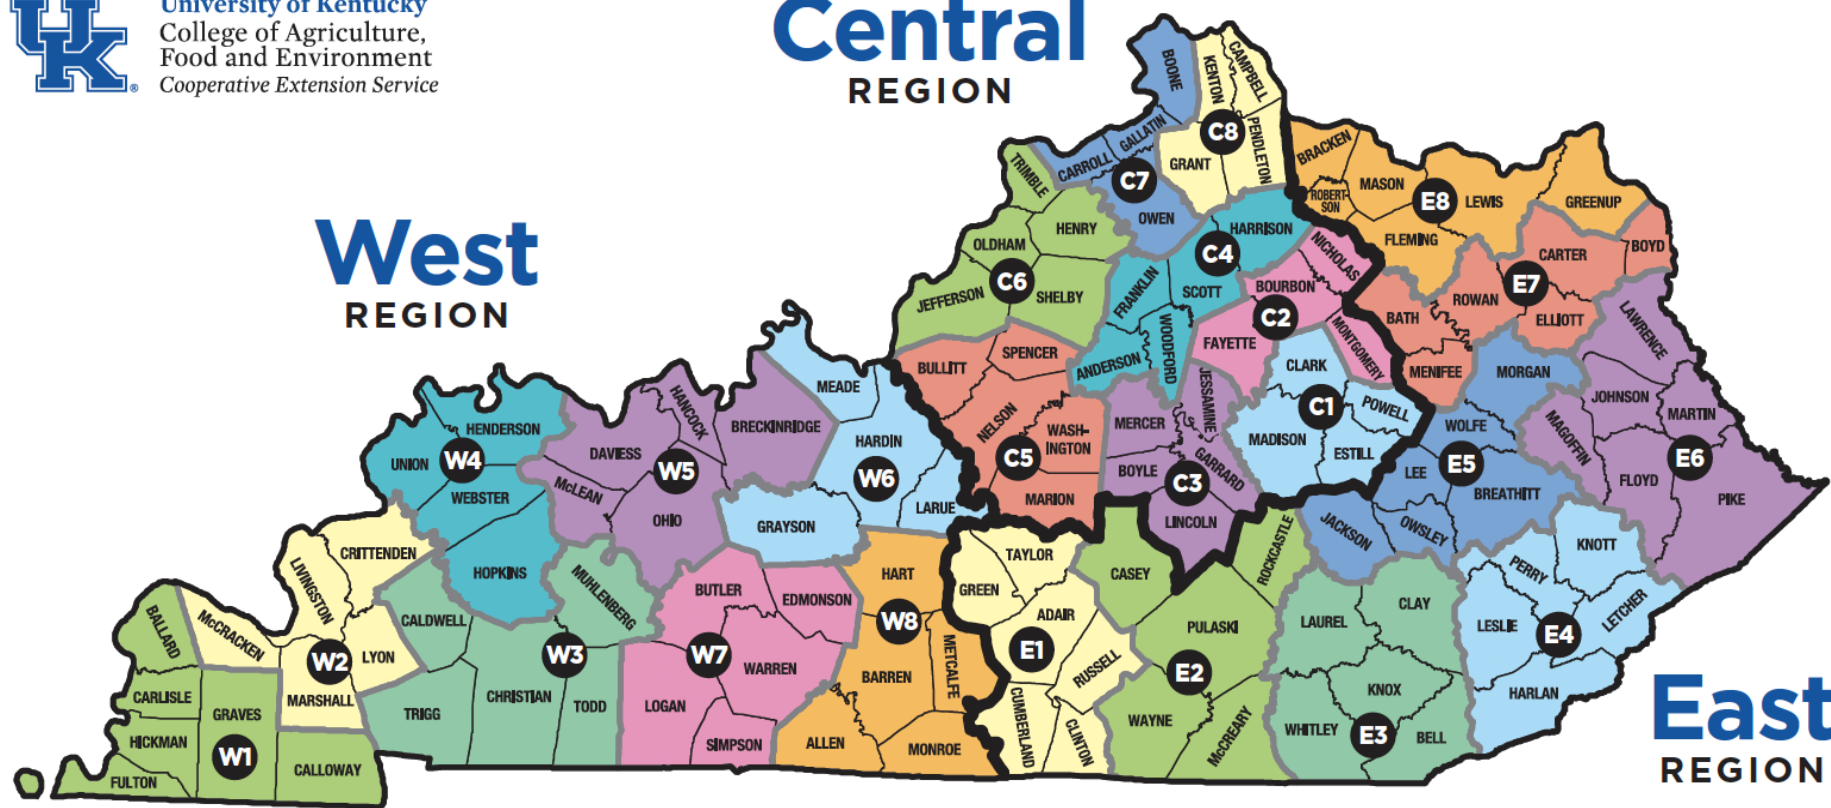 University of Kentucky
College of Agriculture,
Food and Environment
Cooperative Extension Service
UK
®
Central
REGION
West
REGION
East
REGION
BOONE
KENTON
CAMPBELL
C8
GRANT
PENDLETON
GALLATIN
CARROLL
C7
OWEN
TRIMBLE
HENRY
OLDHAM
C6
JEFFERSON
SHELBY
HARRISON
C4
FRANKLIN
SCOTT
WOODFORD
ANDERSON
NICHOLAS
BOURBON
C2
FAYETTE
MONTGOMERY
CLARK
C1
POWELL
MADISON
ESTILL
BULLITT
SPENCER
NELSON
WASH-
INGTON
C5
MARION
MERCER
JESSAMINE
BOYLE
GARRARD
C3
LINCOLN
BRACKEN
ROBERT-
SON
MASON
E8
LEWIS
GREENUP
FLEMING
CARTER
BOYD
E7
ROWAN
BATH
ELLIOTT
MENIFEE
MORGAN
WOLFE
LEE
E5
BREATHITT
JACKSON
OWSLEY
LAWRENCE
JOHNSON
MARTIN
MAGOFFIN
E6
FLOYD
PIKE
KNOTT
PERRY
LETCHER
LESLIE
E4
HARLAN
LAUREL
CLAY
KNOX
WHITLEY
E3
BELL
CASEY
ROCKCASTLE
PULASKI
E2
WAYNE
McCREARY
TAYLOR
GREEN
ADAIR
E1
RUSSELL
CUMBERLAND
CLINTON
MEADE
HARDIN
W6
LARUE
GRAYSON
HANCOCK
BRECKINRIDGE
DAVIESS
W5
McLEAN
OHIO
HENDERSON
UNION
W4
WEBSTER
HOPKINS
CRITTENDEN
LIVINGSTON
McCRACKEN
W2
LYON
MARSHALL
CALDWELL
MUHLENBERG
W3
TRIGG
CHRISTIAN
TODD
BUTLER
EDMONSON
W7
WARREN
LOGAN
SIMPSON
HART
W8
BARREN
METCALFE
ALLEN
MONROE
BALLARD
CARLISLE
GRAVES
HICKMAN
W1
FULTON
CALLOWAY